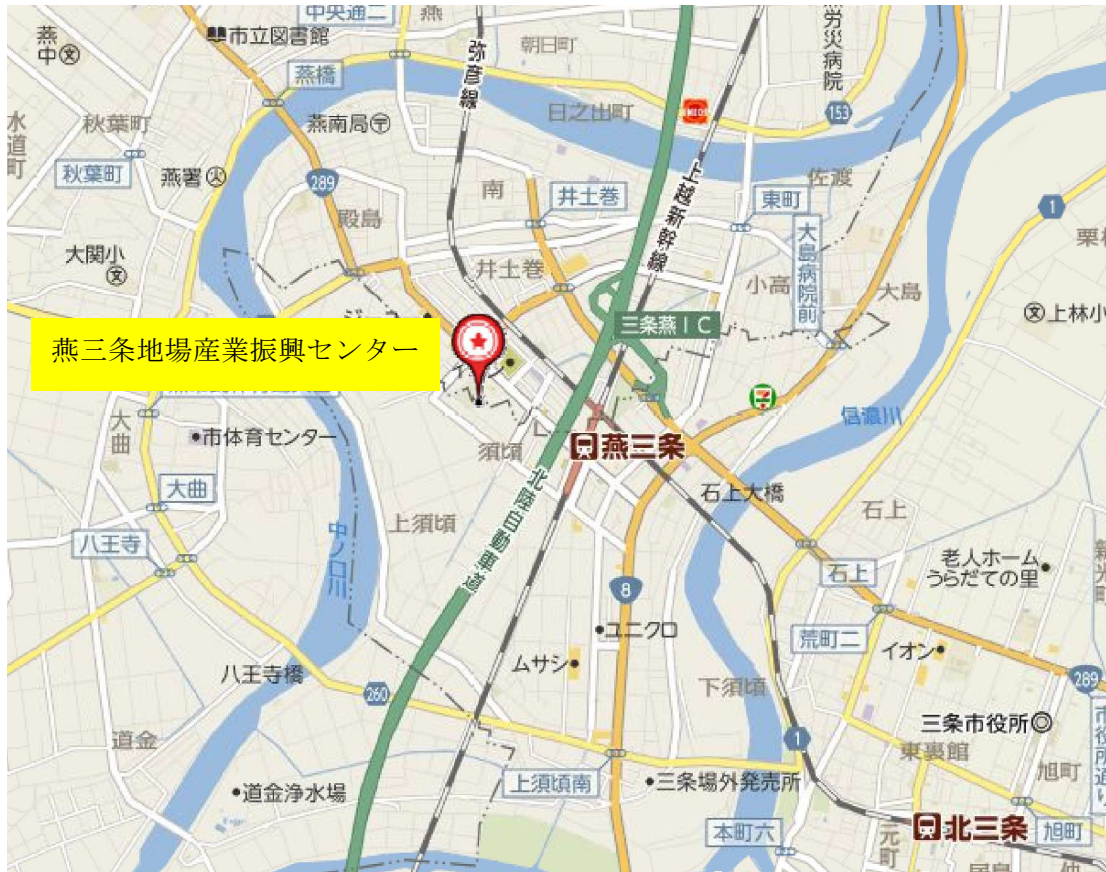 中央通二
燕
燕中
市立図書館
弥彦線
朝日町
労災病院
燕橋
日之出町
ENEOS
153
水道町
秋葉町
燕南局
上越新幹線
秋葉町
燕署
289
南
井土巻
東町
佐渡
1
殿島
大島病院前
栗
大関小
井土巻
小高
大島
上林小
三条燕IC
燕三条地場産業振興センター
大曲
市体育センター
須頃
燕三条
信濃川
7
北陸自動車道
大曲
石上大橋
上須頃
中ノ口川
石上
八王寺
老人ホーム
うらだての里
石上
8
ユニクロ
荒町二
イオン
ムサシ
八王寺橋
下須頃
289
260
三条市役所
市役所通り
道金
1
東裏館
旭町
上須頃南
三条場外発売所
道金浄水場
本町六
北三条
旭町
元町